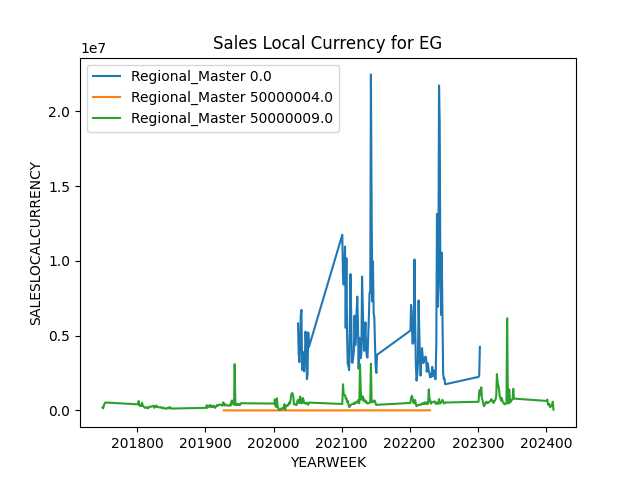 Sales Local Currency for EG
1e7
Regional_Master 0.0
Regional_Master 50000004.0
Regional_Master 50000009.0
2.0
1.5
1.0
0.5
0.0
SALESLOCALCURRENCY
201800 201900 202000 202100 202200 202300 202400
YEARWEEK